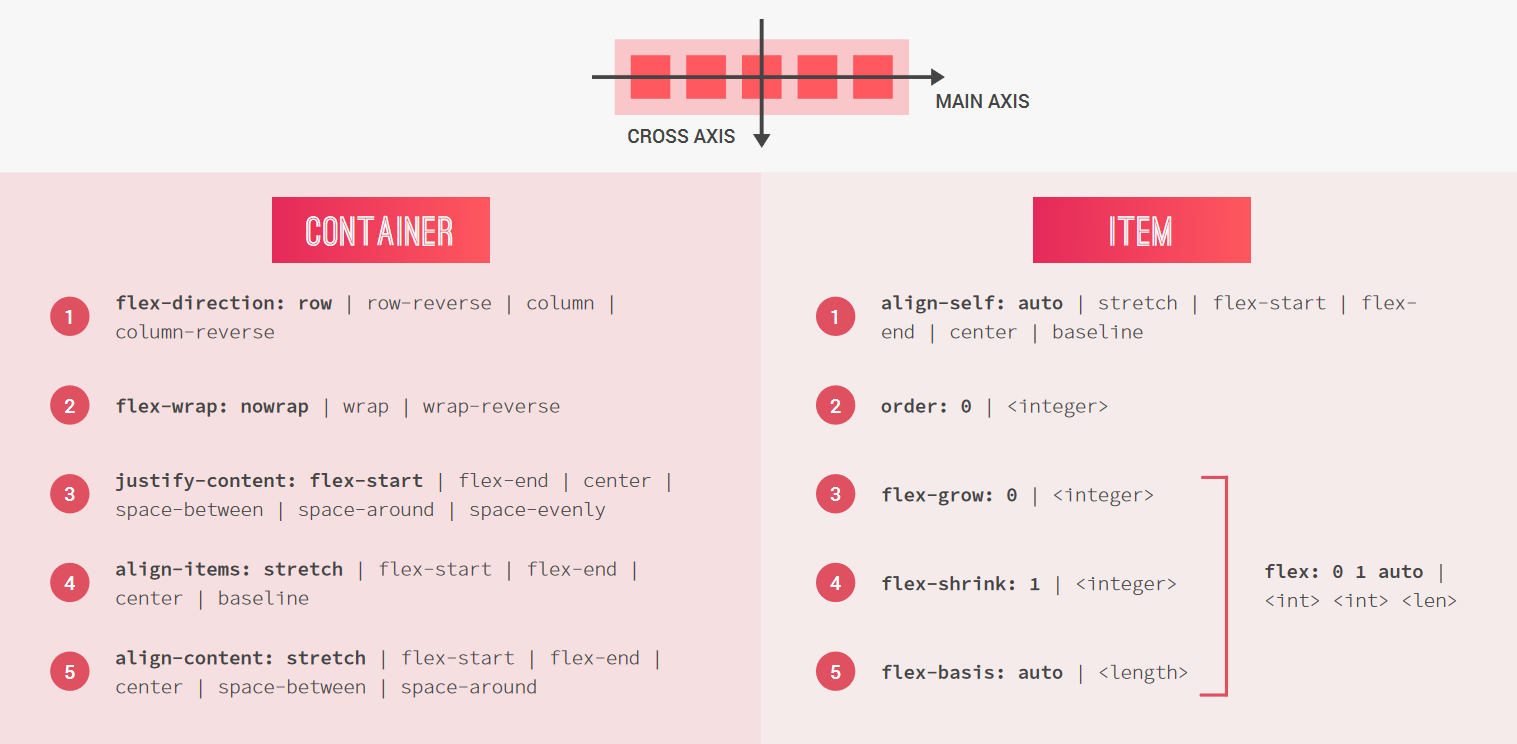 MAIN AXIS
CROSS AXIS
CONTAINER
1
flex-direction: row | row-reverse | column |
column-reverse
2
flex-wrap: nowrap | wrap | wrap-reverse
3
justify-content: flex-start | flex-end | center |
space-between | space-around | space-evenly
4
align-items: stretch | flex-start | flex-end |
center | baseline
5
align-content: stretch | flex-start | flex-end |
center | space-between | space-around
ITEM
1
align-self: auto | stretch | flex-start | flex-
end | center | baseline
2
order: 0 | <integer>
3
flex-grow: 0 | <integer>
4
flex-shrink: 1 | <integer>
5
flex-basis: auto | <length>
flex: 0 1 auto |
<int> <int> <len>